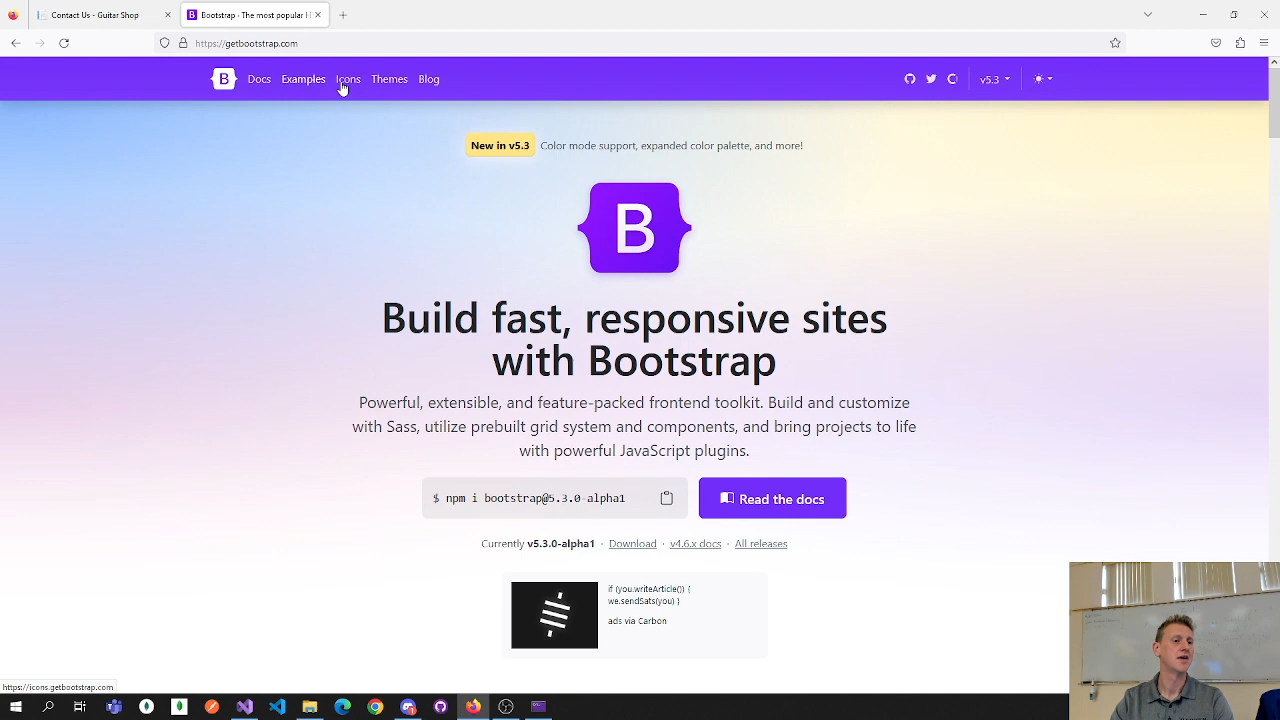 Contact Us - Guitar Shop
Bootstrap · The most popular H
https://getbootstrap.com
B Docs Examples Icons Themes Blog
v5.3
New in v5.3 Color mode support, expanded color palette, and more!
B
Build fast, responsive sites
with Bootstrap
Powerful, extensible, and feature-packed frontend toolkit. Build and customize
with Sass, utilize prebuilt grid system and components, and bring projects to life
with powerful JavaScript plugins.
$ npm i bootstrap@5.3.0-alpha1
Read the docs
Currently v5.3.0-alpha1 · Download · v4.6.x docs · All releases
if (you.writeArticle()) {
we.sendSats(you) }
ads via Carbon
https://icons.getbootstrap.com